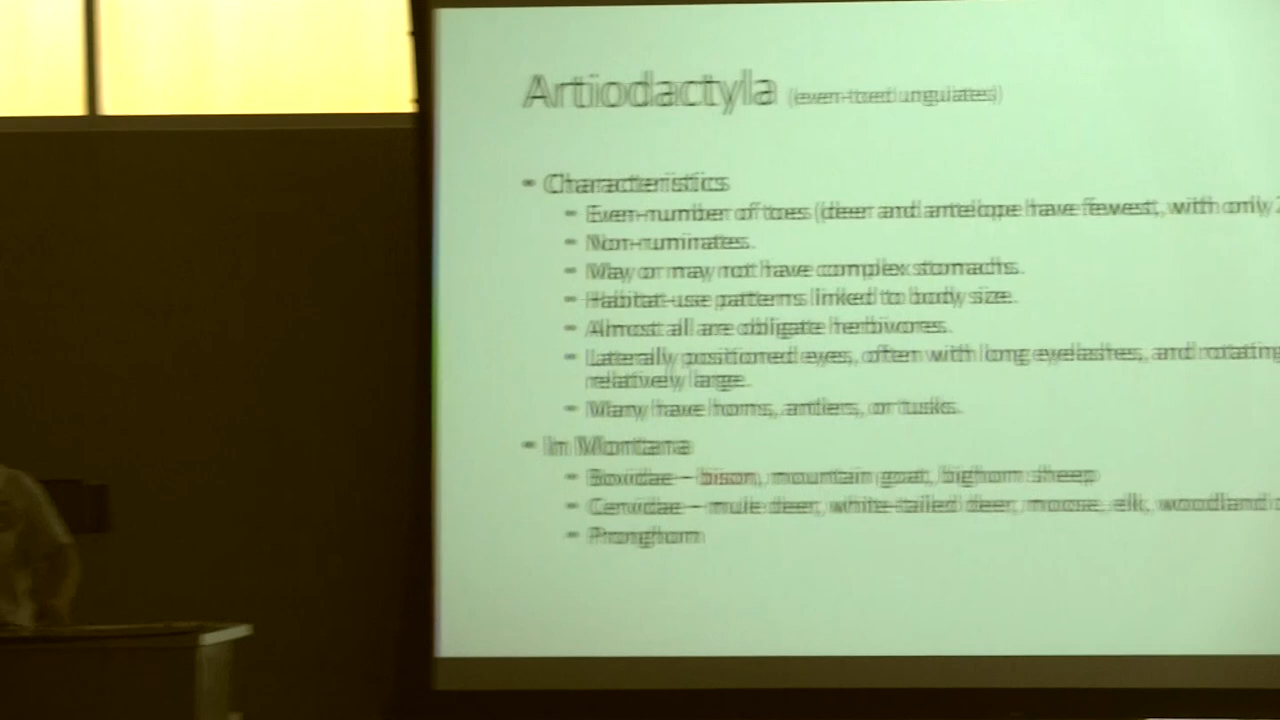 Artiodactyla (even-toed ungulates)
- Characteristics
- Even-number of toes (deer and antelope have fewest, with only 2
- Non-ruminates.
- May or may not have complex stomachs.
- Habitat-use patterns linked to body size.
- Almost all are obligate herbivores.
- Laterally positioned eyes, often with long eyelashes, and rotating
relatively large.
- Many have horns, antlers, or tusks.
- In Montana
- Bovidae – bison, mountain goat, bighorn sheep
- Cervidae – mule deer, white-tailed deer, moose, elk, woodland
- Pronghorn